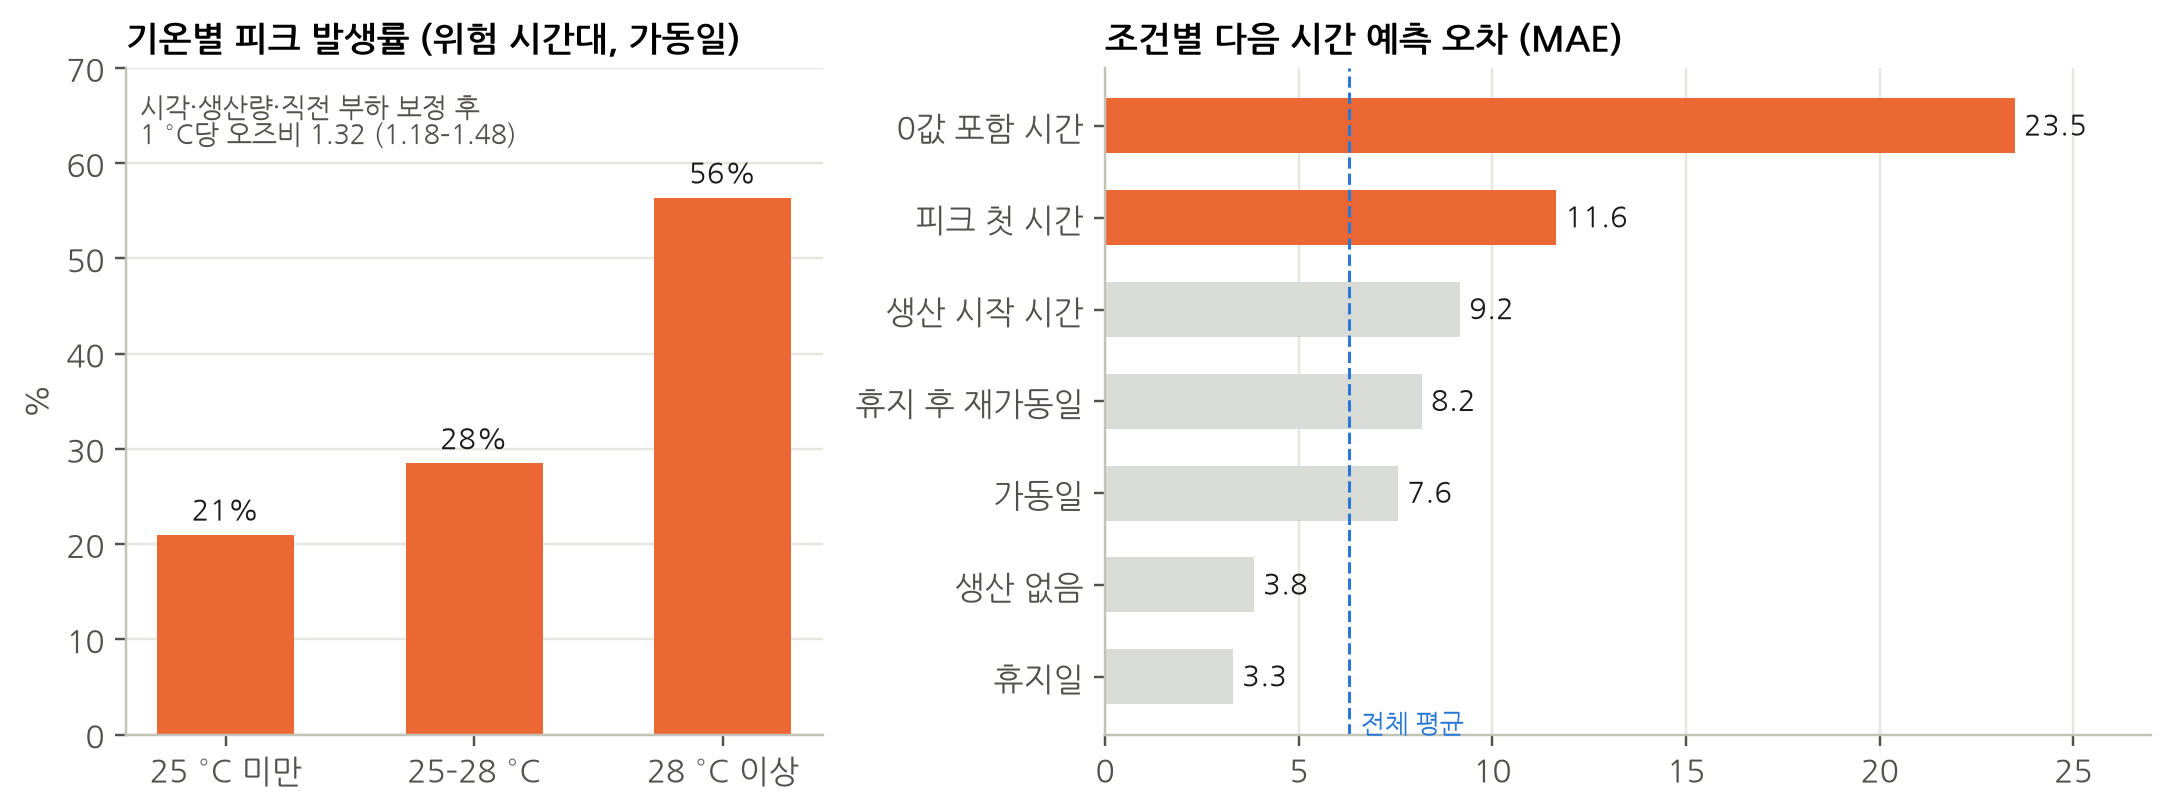 기온별 피크 발생률 (위험 시간대, 가동일)
70
60
50
40
30
20
10
0
%
시각·생산량·직전 부하 보정 후
1 °C당 오즈비 1.32 (1.18-1.48)
21%
28%
56%
25 °C 미만
25-28 °C
28 °C 이상
조건별 다음 시간 예측 오차 (MAE)
0값 포함 시간
23.5
피크 첫 시간
11.6
생산 시작 시간
9.2
휴지 후 재가동일
8.2
가동일
7.6
생산 없음
3.8
휴지일
3.3
전체 평균
0
5
10
15
20
25